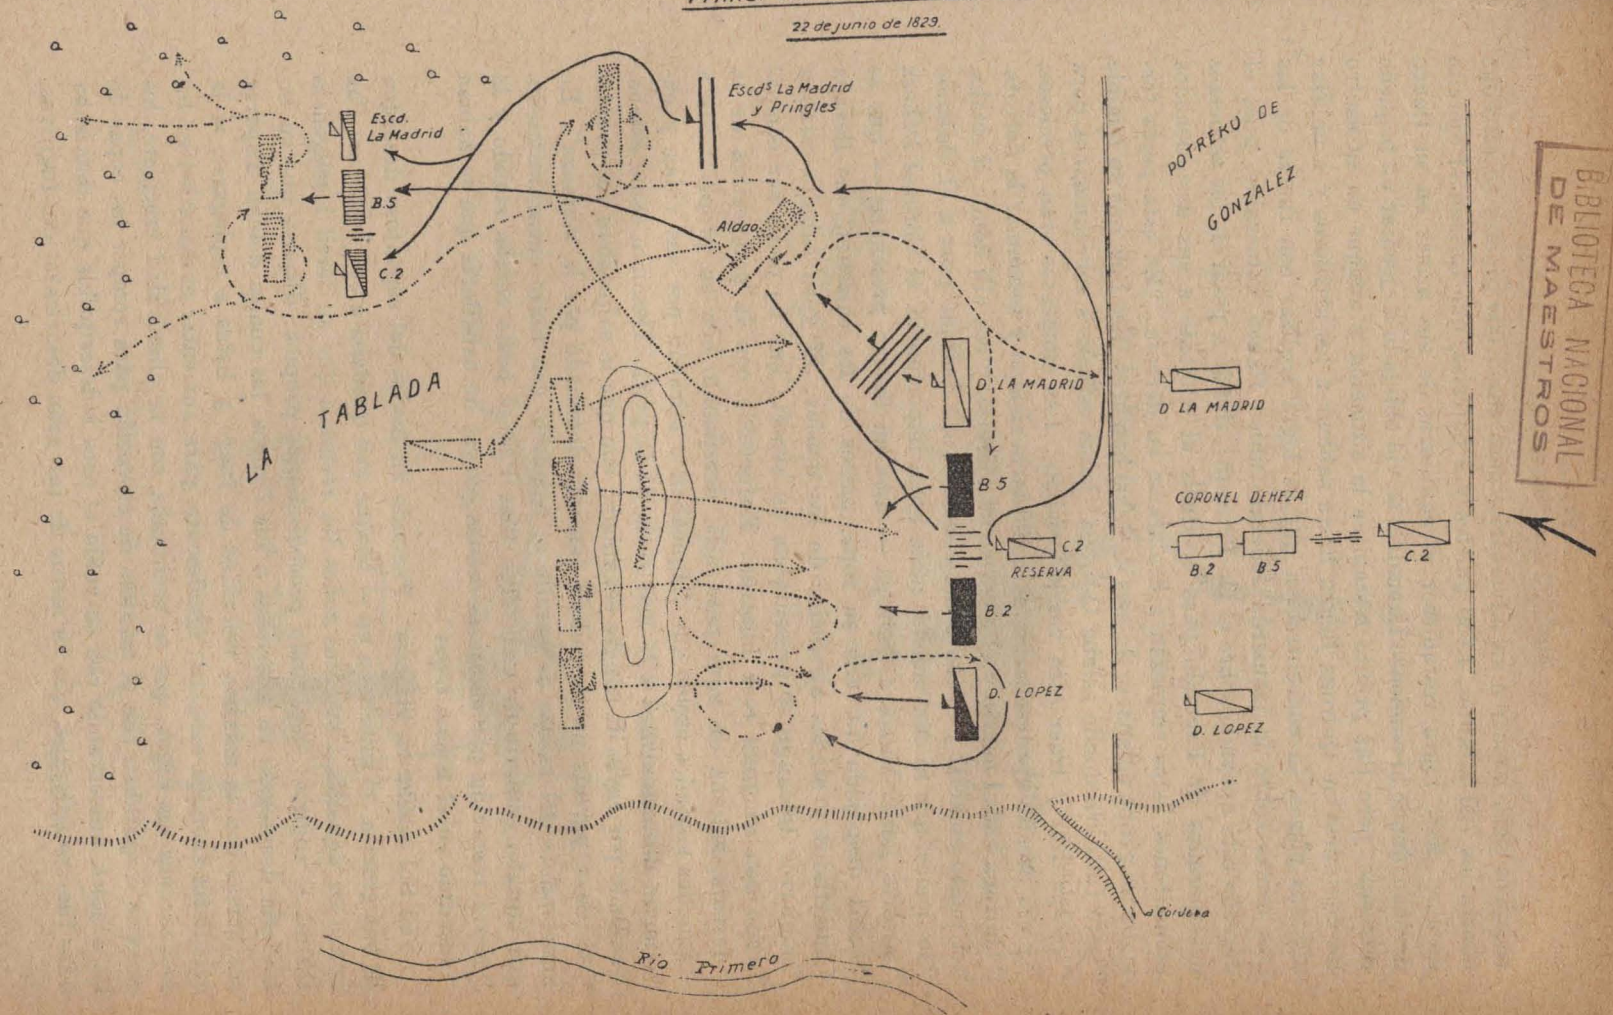 22 de junio de 1829.
Escd.
La Madrid
B.5
C.2
Escds La Madrid
y Pringles
Aldao
POTRERO DE
GONZALEZ
LA TABLADA
D. LA MADRID
B 5
C.2
RESERVA
B.2
D. LOPEZ
D LA MADRID
CORONEL DEHEZA
B.2
B.5
C.2
D. LOPEZ
a Cordoba
Rio Primero
BIBLIOTECA NACIONAL
DE MAESTROS